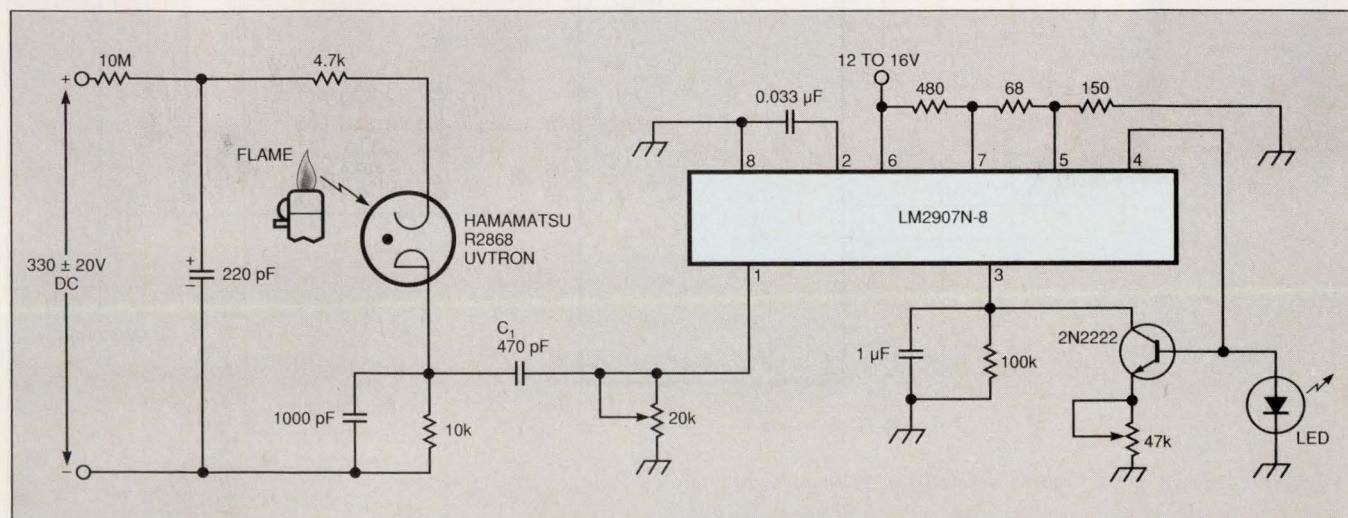 10M
4.7k
+
330 ± 20V
DC
−
FLAME
+
220 pF
−
HAMAMATSU
R2868
UVTRON
C1
470 pF
1000 pF
10k
20k
12 TO 16V
480
68
150
0.033 µF
8
2
6
7
5
4
LM2907N-8
1
3
1 µF
100k
2N2222
47k
LED